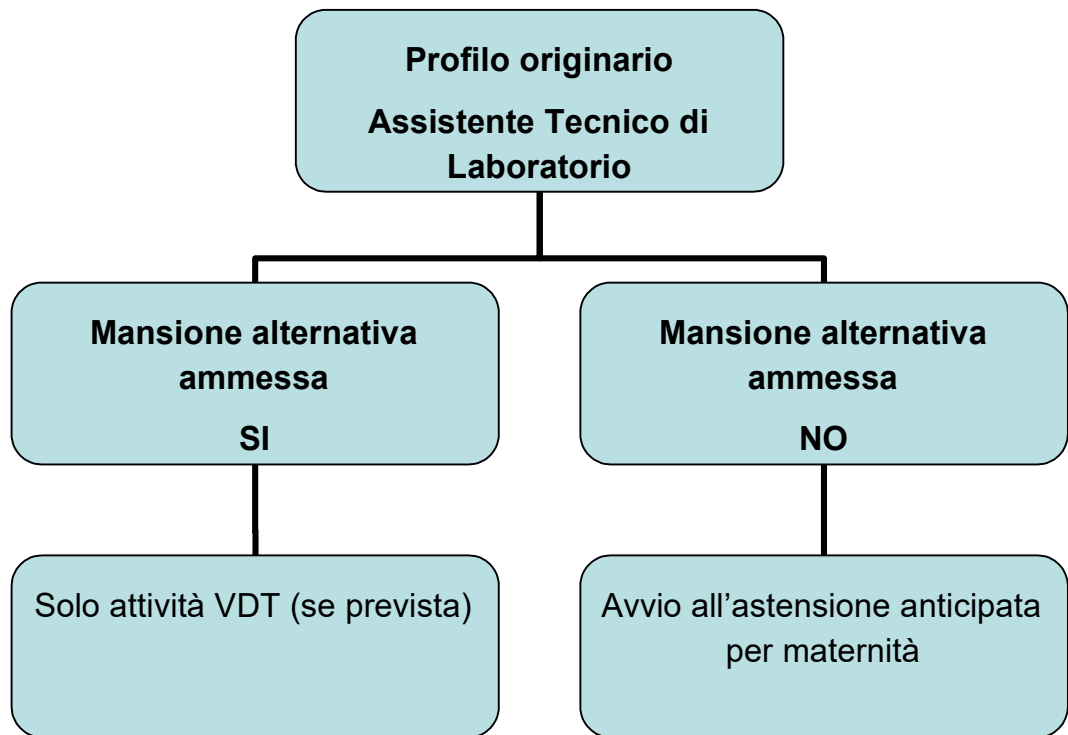 Profilo originario
Assistente Tecnico di
Laboratorio
Mansione alternativa
ammessa
SI
Mansione alternativa
ammessa
NO
Solo attività VDT (se prevista)
Avvio all’astensione anticipata
per maternità